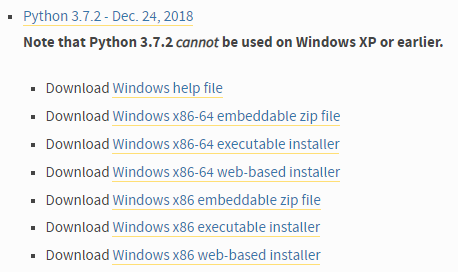 Python 3.7.2 - Dec. 24, 2018
Note that Python 3.7.2 cannot be used on Windows XP or earlier.
Download Windows help file
Download Windows x86-64 embeddable zip file
Download Windows x86-64 executable installer
Download Windows x86-64 web-based installer
Download Windows x86 embeddable zip file
Download Windows x86 executable installer
Download Windows x86 web-based installer